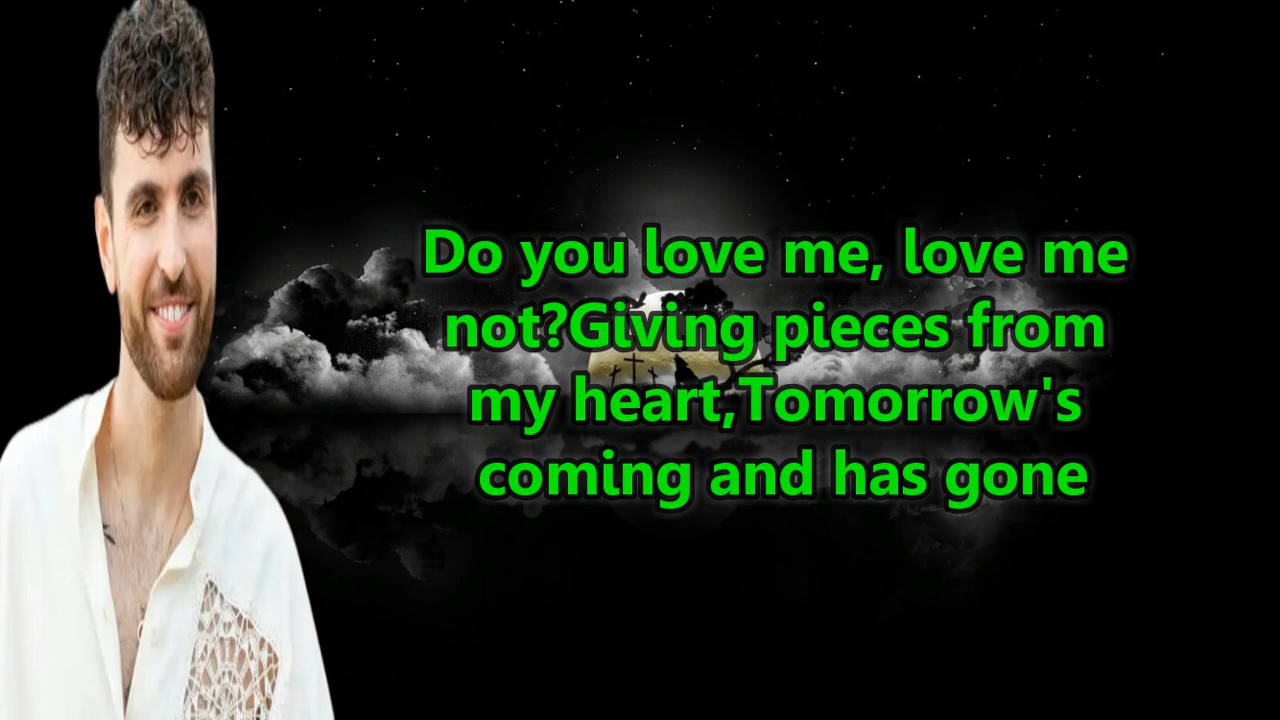 Do you love me, love me
not?Giving pieces from
my heart,Tomorrow's
coming and has gone